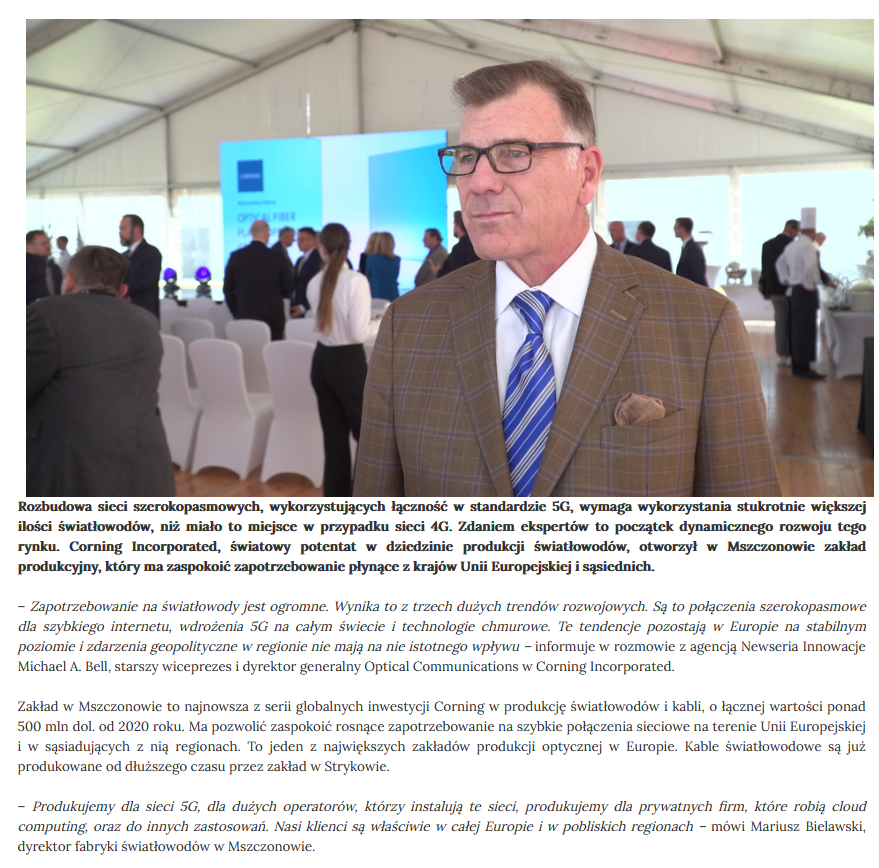 CORNING
OPTICAL FIBER
Rozbudowa sieci szerokopasmowych, wykorzystujących łączność w standardzie 5G, wymaga wykorzystania stukrotnie większej
ilości światłowodów, niż miało to miejsce w przypadku sieci 4G. Zdaniem ekspertów to początek dynamicznego rozwoju tego
rynku. Corning Incorporated, światowy potentat w dziedzinie produkcji światłowodów, otworzył w Mszczonowie zakład
produkcyjny, który ma zaspokoić zapotrzebowanie płynące z krajów Unii Europejskiej i sąsiednich.
– Zapotrzebowanie na światłowody jest ogromne. Wynika to z trzech dużych trendów rozwojowych. Są to połączenia szerokopasmowe
dla szybkiego internetu, wdrożenia 5G na całym świecie i technologie chmurowe. Te tendencje pozostają w Europie na stabilnym
poziomie i zdarzenia geopolityczne w regionie nie mają na nie istotnego wpływu – informuje w rozmowie z agencją Newseria Innowacje
Michael A. Bell, starszy wiceprezes i dyrektor generalny Optical Communications w Corning Incorporated.
Zakład w Mszczonowie to najnowsza z serii globalnych inwestycji Corning w produkcję światłowodów i kabli, o łącznej wartości ponad
500 mln dol. od 2020 roku. Ma pozwolić zaspokoić rosnące zapotrzebowanie na szybkie połączenia sieciowe na terenie Unii Europejskiej
i w sąsiadujących z nią regionach. To jeden z największych zakładów produkcji optycznej w Europie. Kable światłowodowe są już
produkowane od dłuższego czasu przez zakład w Strykowie.
– Produkujemy dla sieci 5G, dla dużych operatorów, którzy instalują te sieci, produkujemy dla prywatnych firm, które robią cloud
computing, oraz do innych zastosowań. Nasi klienci są właściwie w całej Europie i w pobliskich regionach – mówi Mariusz Bielawski,
dyrektor fabryki światłowodów w Mszczonowie.